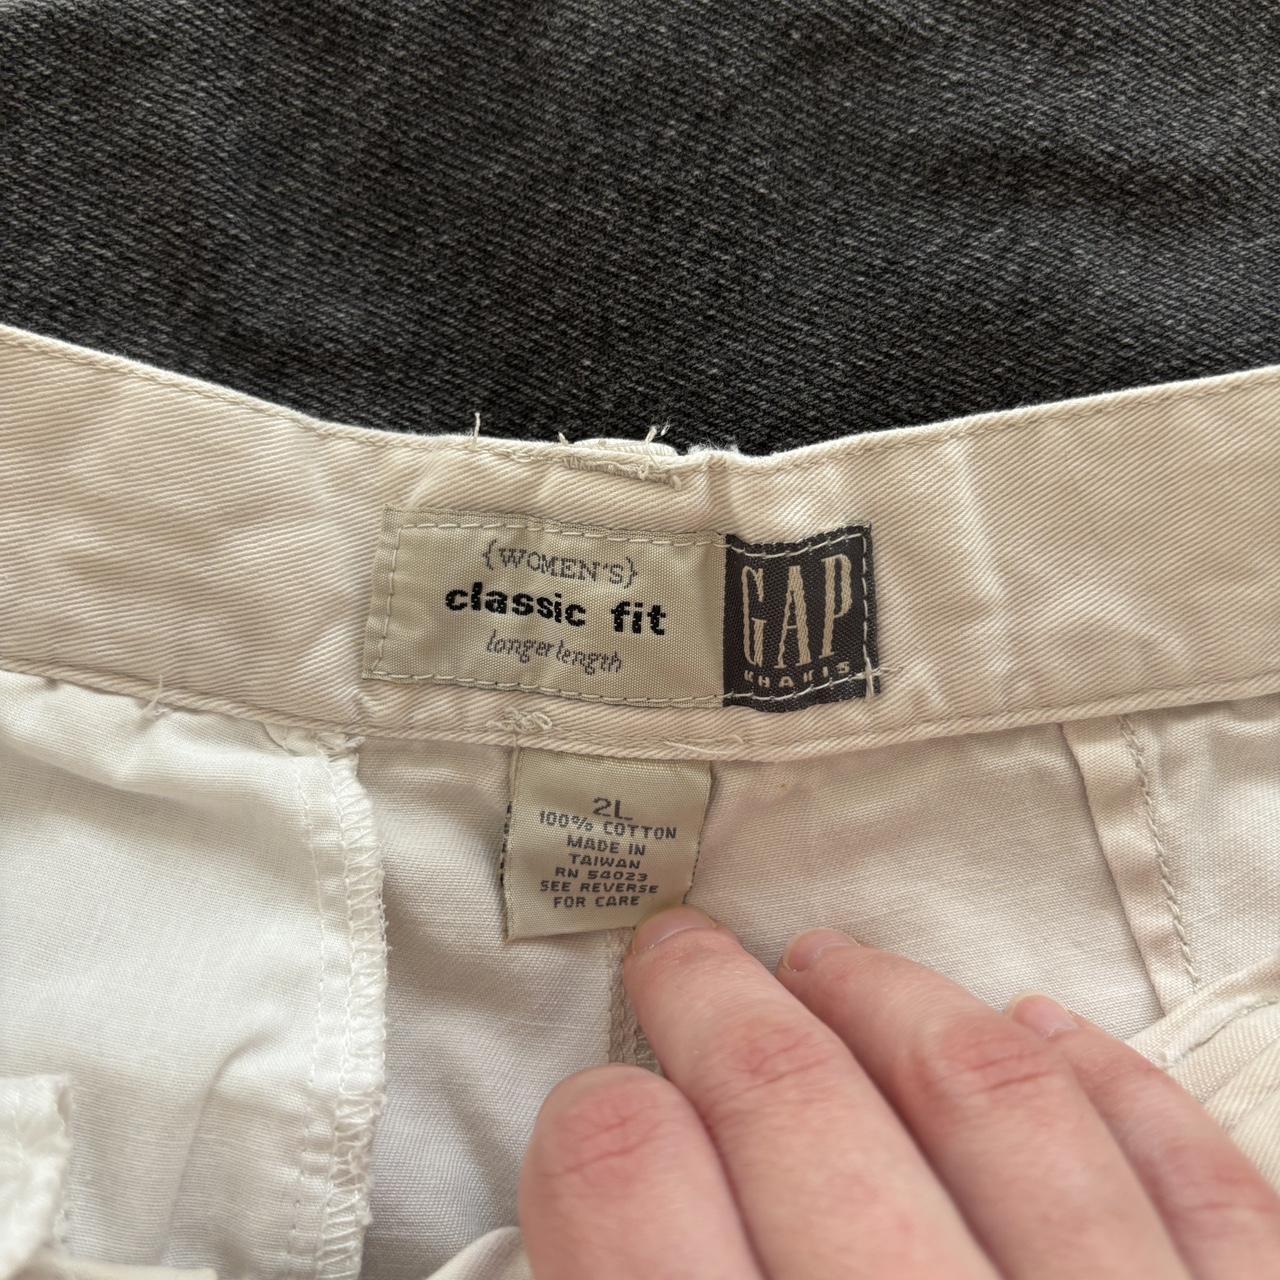 {WOMEN'S}
classic fit
longer length
GAP
KHAKIS
2L
100% COTTON
MADE IN
TAIWAN
RN 54023
SEE REVERSE
FOR CARE